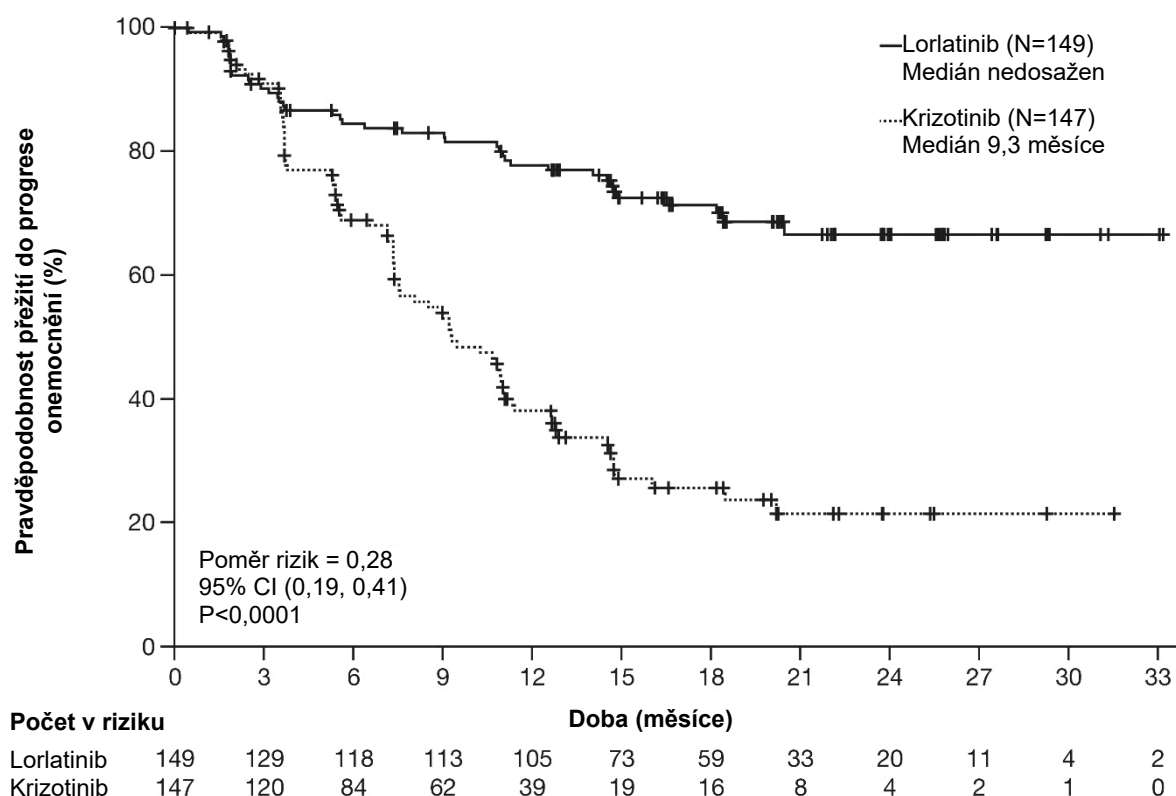 100
80
60
40
20
0
Pravděpodobnost přežití do progrese
onemocnění (%)
Lorlatinib (N=149)
Medián nedosažen
Krizotinib (N=147)
Medián 9,3 měsíce
Poměr rizik = 0,28
95% CI (0,19, 0,41)
P<0,0001
0 3 6 9 12 15 18 21 24 27 30 33
Doba (měsíce)
Počet v riziku
Lorlatinib 149 129 118 113 105 73 59 33 20 11 4 2
Krizotinib 147 120 84 62 39 19 16 8 4 2 1 0